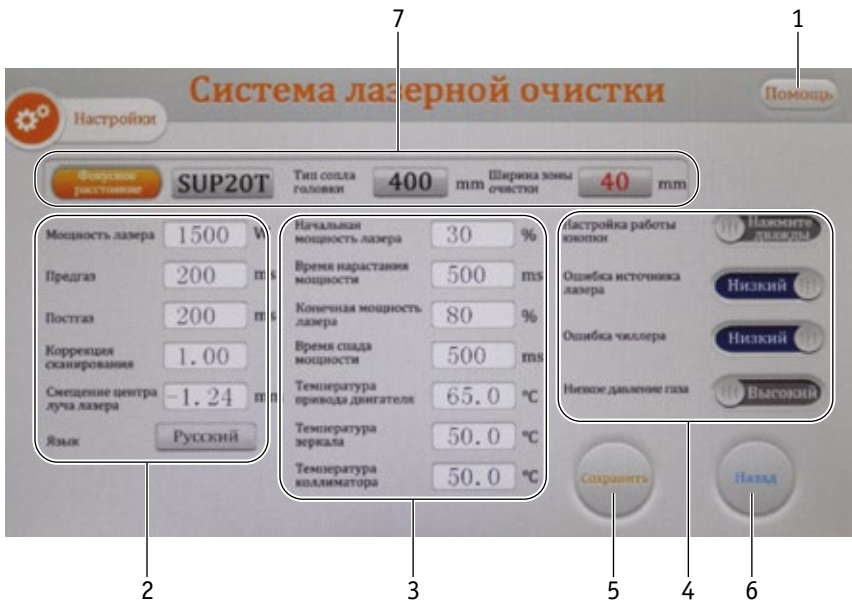 7
1
Система лазерной очистки
Помощь
Настройки
Фокусное
расстояние
SUP20T
Тип сопла
головки
400
mm
Ширина зоны
очистки
40
mm
Мощность лазера
1500
W
Предгаз
200
ms
Постгаз
200
ms
Коррекция
сканирования
1.00
Смещение центра
луча лазера
-1.24
mm
Язык
Русский
Начальная
мощность лазера
30
%
Время нарастания
мощности
500
ms
Конечная мощность
лазера
80
%
Время спада
мощности
500
ms
Температура
привода двигателя
65.0
°C
Температура
зеркала
50.0
°C
Температура
коллиматора
50.0
°C
Настройка работы
кнопки
Нажмите
дважды
Ошибка источника
лазера
Низкий
Ошибка чиллера
Низкий
Низкое давление газа
Высокий
Сохранить
Назад
2
3
5
4
6